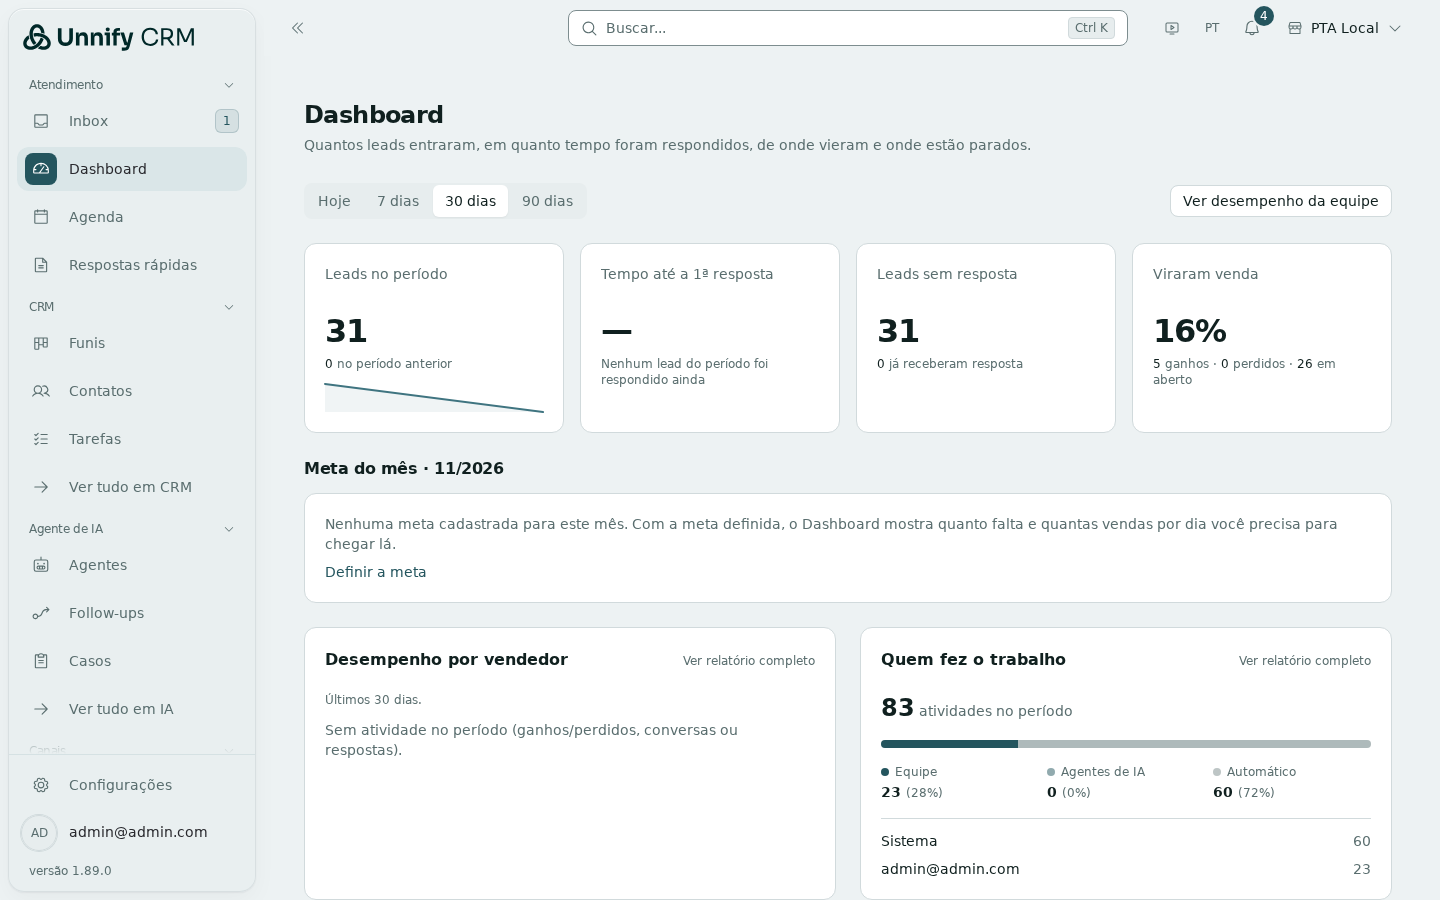 Unnify CRM
Atendimento
Inbox
1
Dashboard
Agenda
Respostas rápidas
CRM
Funis
Contatos
Tarefas
Ver tudo em CRM
Agente de IA
Agentes
Follow-ups
Casos
Ver tudo em IA
Canais
Configurações
AD
admin@admin.com
versão 1.89.0
Buscar...
Ctrl K
PT
4
PTA Local
Dashboard
Quantos leads entraram, em quanto tempo foram respondidos, de onde vieram e onde estão parados.
Hoje
7 dias
30 dias
90 dias
Ver desempenho da equipe
Leads no período
31
0 no período anterior
Tempo até a 1ª resposta
—
Nenhum lead do período foi
respondido ainda
Leads sem resposta
31
0 já receberam resposta
Viraram venda
16%
5 ganhos · 0 perdidos · 26 em
aberto
Meta do mês · 11/2026
Nenhuma meta cadastrada para este mês. Com a meta definida, o Dashboard mostra quanto falta e quantas vendas por dia você precisa para
chegar lá.
Definir a meta
Desempenho por vendedor
Ver relatório completo
Últimos 30 dias.
Sem atividade no período (ganhos/perdidos, conversas ou
respostas).
Quem fez o trabalho
Ver relatório completo
83 atividades no período
Equipe
23 (28%)
Agentes de IA
0 (0%)
Automático
60 (72%)
Sistema
60
admin@admin.com
23